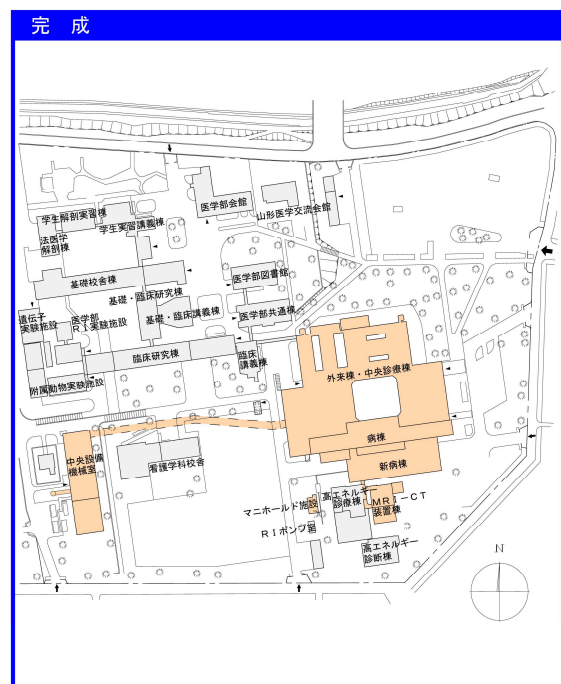 完成
学生解剖実習棟
学生実習講義棟
法医学
解剖棟
医学部会館
山形医学交流会館
基礎校舎棟
基礎・臨床研究棟
医学部図書館
遺伝子
実験施設
医学部
RI実験施設
基礎・臨床講義棟
医学部共通棟
臨床研究棟
臨床
講義棟
附属動物実験施設
外来棟・中央診療棟
病棟
新病棟
中央設備
機械室
看護学科校舎
マニホールド施設
高エネルギー
診療棟
MRI-CT
装置棟
RIポンプ室
高エネルギー
診断棟
N